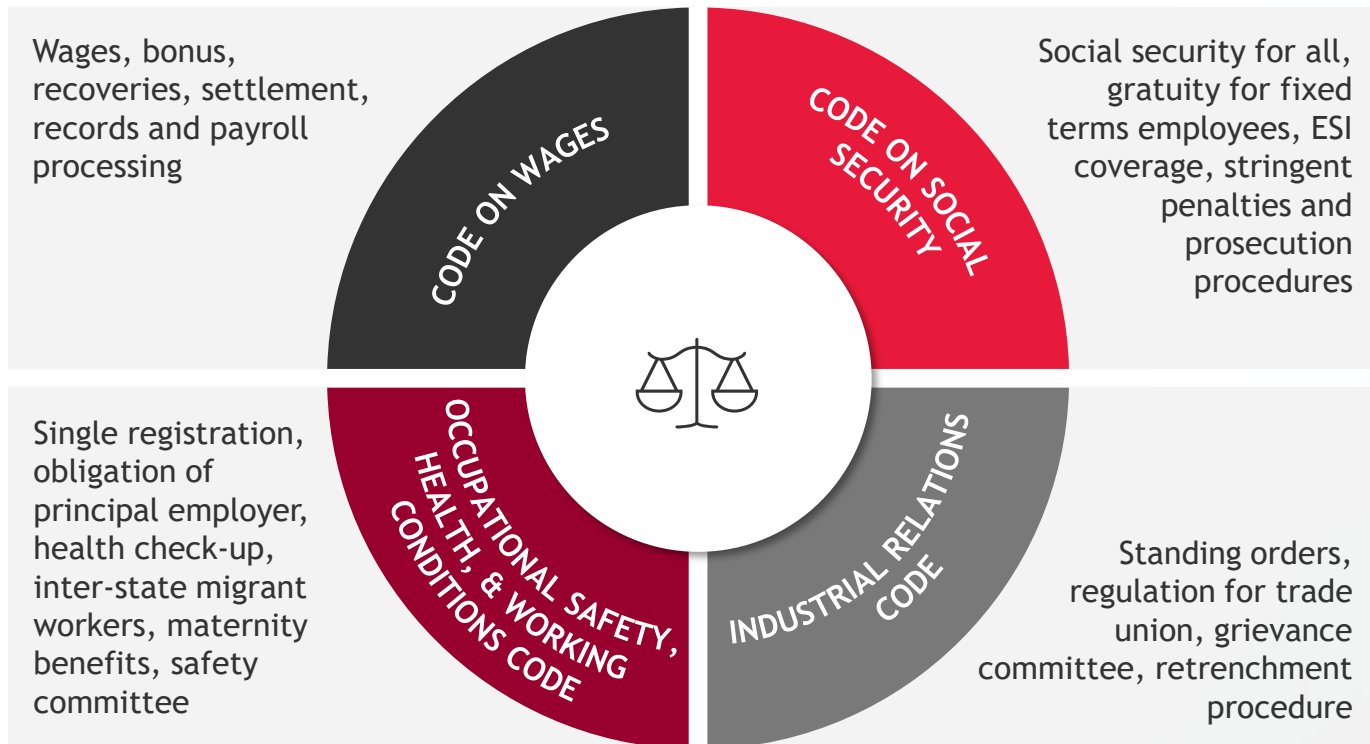 Wages, bonus,
recoveries, settlement,
records and payroll
processing
CODE ON WAGES
CODE ON SOCIAL
SECURITY
Social security for all,
gratuity for fixed
terms employees, ESI
coverage, stringent
penalties and
prosecution
procedures
Single registration,
obligation of
principal employer,
health check-up,
inter-state migrant
workers, maternity
benefits, safety
committee
OCCUPATIONAL SAFETY,
HEALTH, & WORKING
CONDITIONS CODE
INDUSTRIAL RELATIONS
CODE
Standing orders,
regulation for trade
union, grievance
committee, retrenchment
procedure